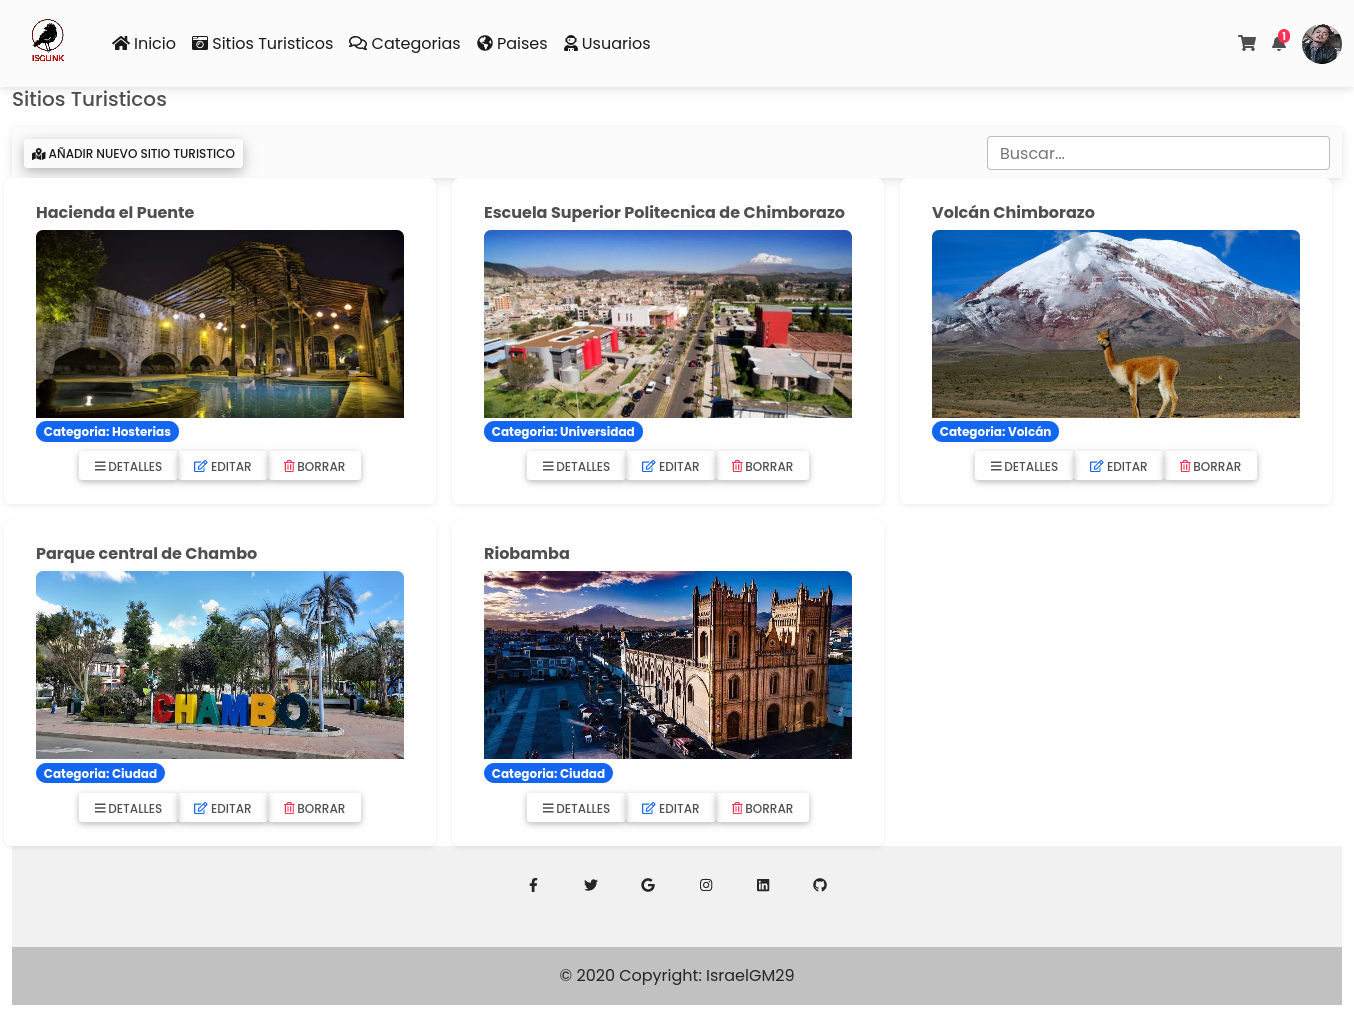 ISGLINK
Inicio Sitios Turisticos Categorias Paises Usuarios
1
Sitios Turisticos
AÑADIR NUEVO SITIO TURISTICO
Buscar...
Hacienda el Puente
Categoria: Hosterias
DETALLES EDITAR BORRAR
Escuela Superior Politecnica de Chimborazo
Categoria: Universidad
DETALLES EDITAR BORRAR
Volcán Chimborazo
Categoria: Volcán
DETALLES EDITAR BORRAR
Parque central de Chambo
CHAMBO
Categoria: Ciudad
DETALLES EDITAR BORRAR
Riobamba
Categoria: Ciudad
DETALLES EDITAR BORRAR
© 2020 Copyright: IsraelGM29